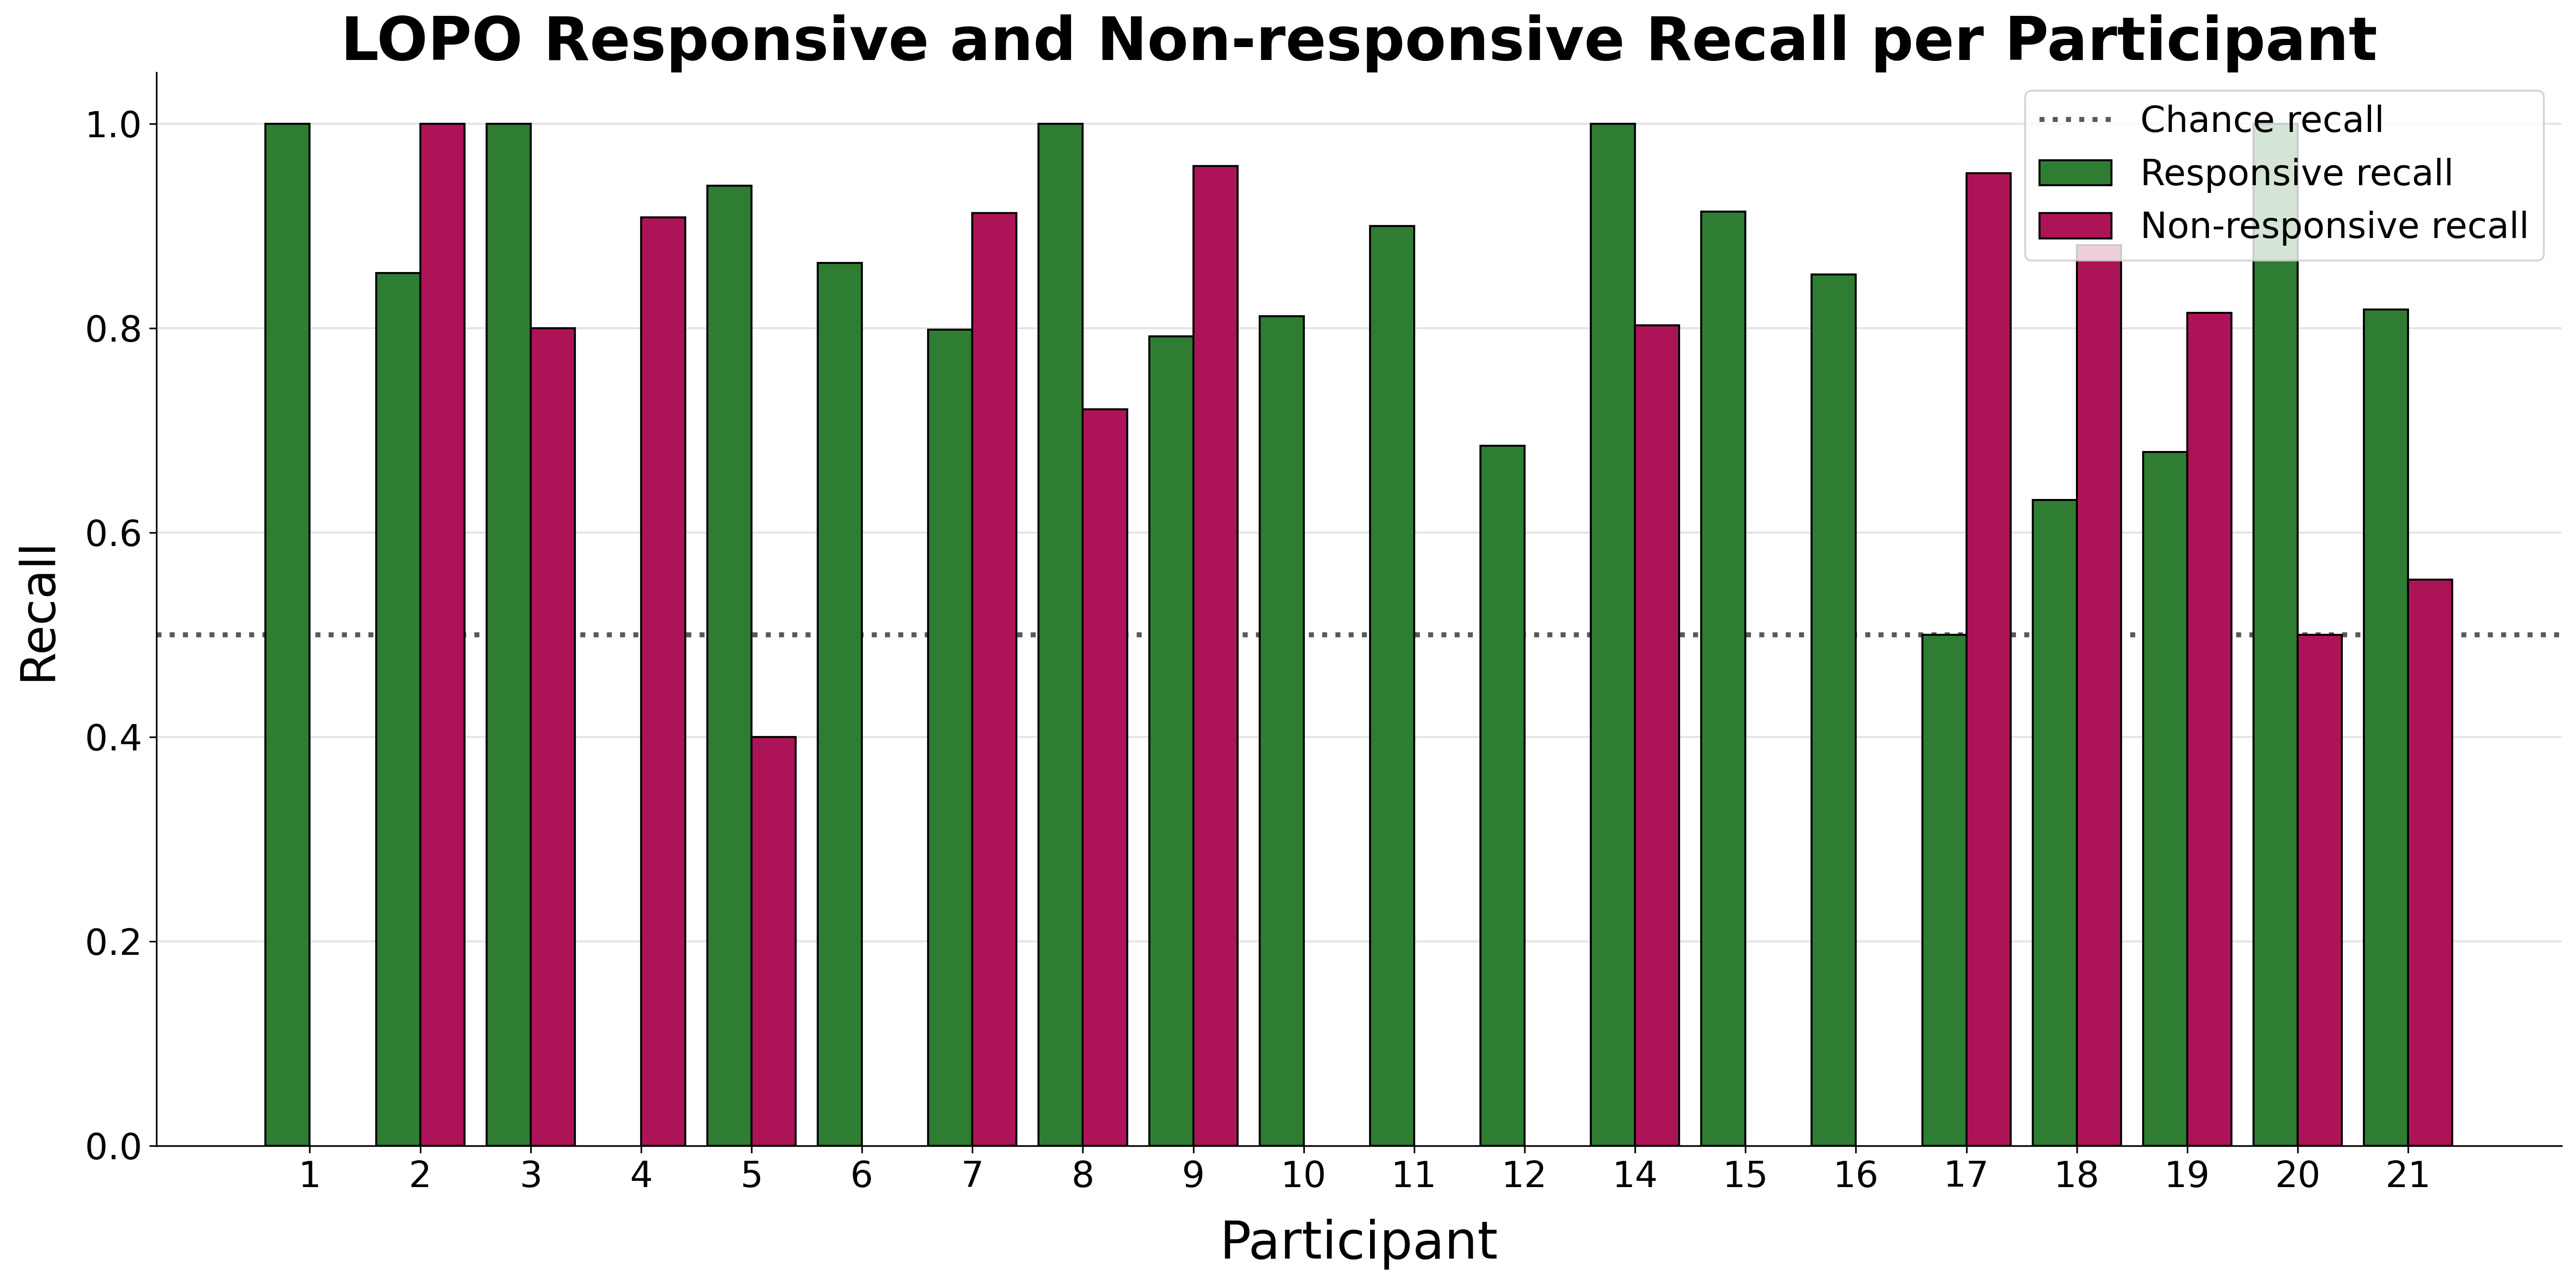 LOPO Responsive and Non-responsive Recall per Participant
Chance recall
Responsive recall
Non-responsive recall
Recall
1.0
0.8
0.6
0.4
0.2
0.0
1 2 3 4 5 6 7 8 9 10 11 12 14 15 16 17 18 19 20 21
Participant